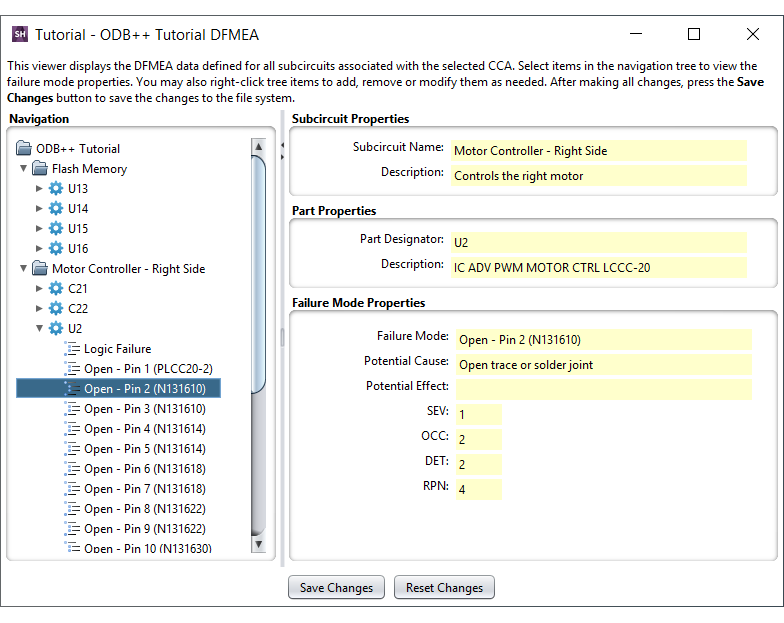 SH Tutorial - ODB++ Tutorial DFMEA
This viewer displays the DFMEA data defined for all subcircuits associated with the selected CCA. Select items in the navigation tree to view the
failure mode properties. You may also right-click tree items to add, remove or modify them as needed. After making all changes, press the Save
Changes button to save the changes to the file system.
Navigation
ODB++ Tutorial
Flash Memory
U13
U14
U15
U16
Motor Controller - Right Side
C21
C22
U2
Logic Failure
Open - Pin 1 (PLCC20-2)
Open - Pin 2 (N131610)
Open - Pin 3 (N131610)
Open - Pin 4 (N131614)
Open - Pin 5 (N131614)
Open - Pin 6 (N131618)
Open - Pin 7 (N131618)
Open - Pin 8 (N131622)
Open - Pin 9 (N131622)
Open - Pin 10 (N131630)
Subcircuit Properties
Subcircuit Name: Motor Controller - Right Side
Description: Controls the right motor
Part Properties
Part Designator: U2
Description: IC ADV PWM MOTOR CTRL LCCC-20
Failure Mode Properties
Failure Mode: Open - Pin 2 (N131610)
Potential Cause: Open trace or solder joint
Potential Effect:
SEV: 1
OCC: 2
DET: 2
RPN: 4
Save Changes Reset Changes